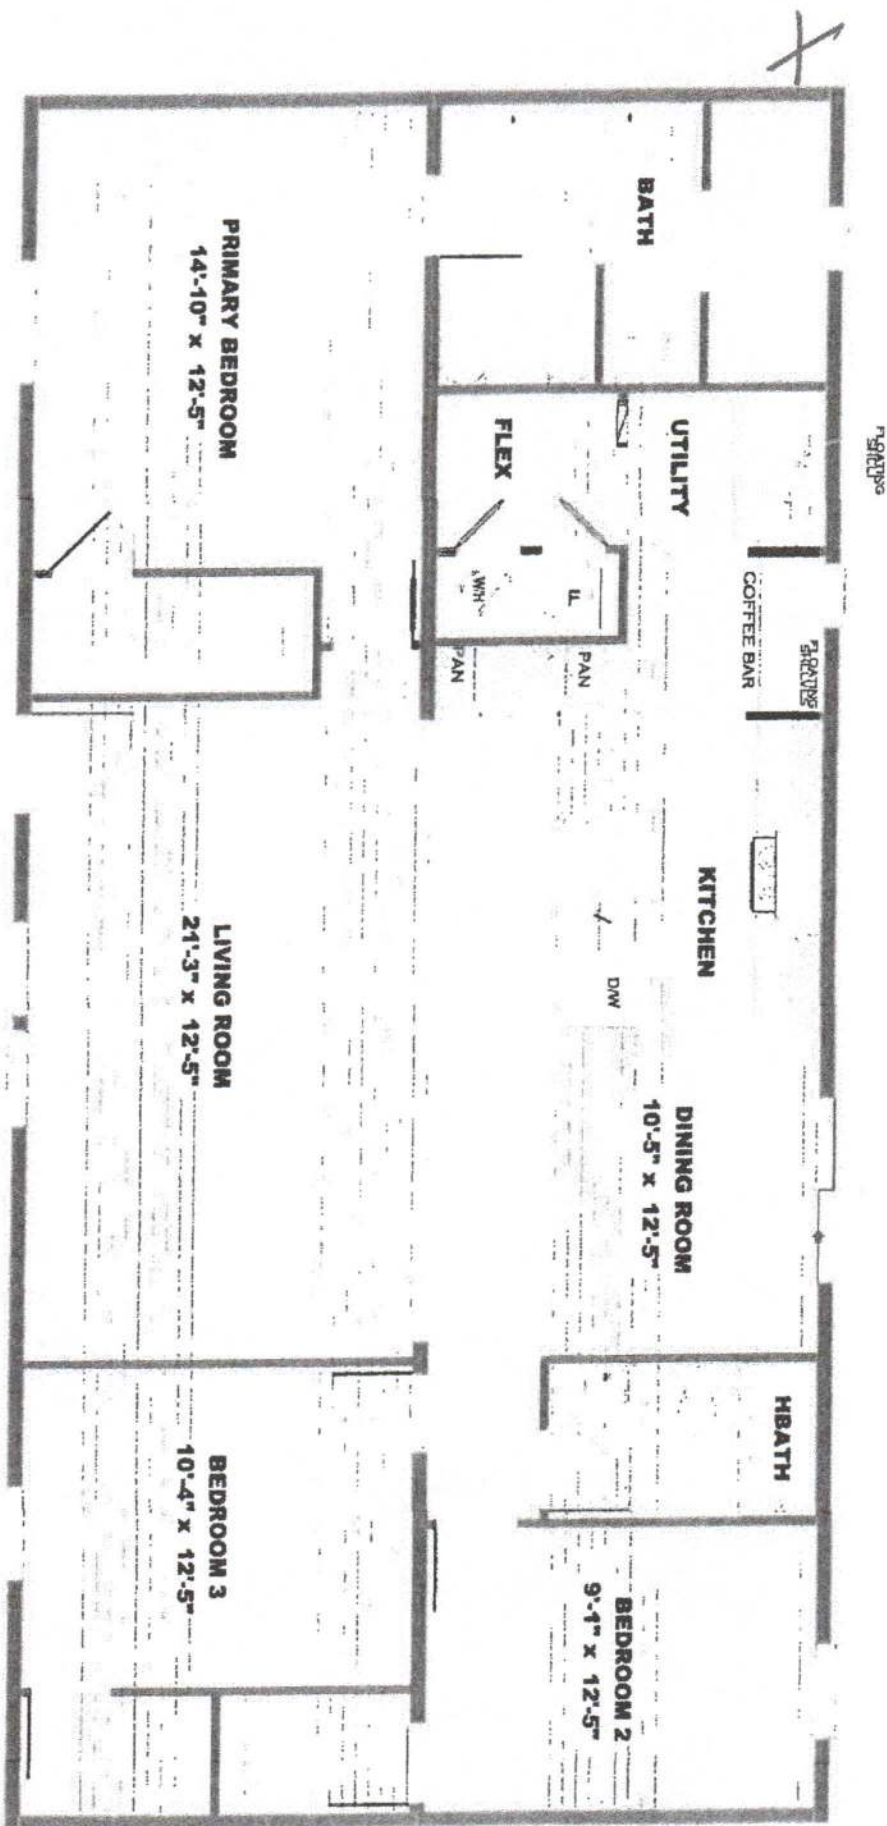 FLOATING
BATH
UTILITY
FLEX
COFFEE BAR
FLOATING
PRIMARY BEDROOM
14'-10" x 12'-5"
WH
PAN
PAN
KITCHEN
D/W
DINING ROOM
10'-5" x 12'-5"
LIVING ROOM
21'-3" x 12'-5"
HBATH
BEDROOM 2
9'-1" x 12'-5"
BEDROOM 3
10'-4" x 12'-5"